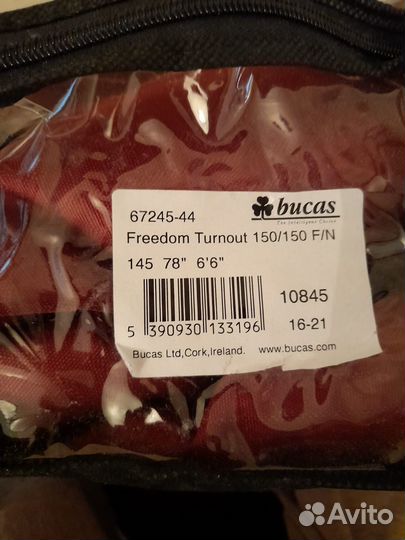 67245-44
bucas
The Intelligent Choice
Freedom Turnout 150/150 F/N
145 78" 6'6"
10845
5 390930 133196
16-21
Bucas Ltd,Cork,Ireland. www.bucas.com
Avito